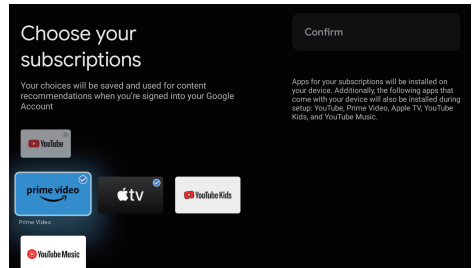 Choose your
subscriptions
Your choices will be saved and used for content
recommendations when you're signed into your Google
Account
YouTube
prime video
tv
YouTube Kids
Prime Video
YouTube Music
Confirm
Apps for your subscriptions will be installed on
your device. Additionally, the following apps that
come with your device will also be installed during
setup: YouTube, Prime Video, Apple TV, YouTube
Kids, and YouTube Music.